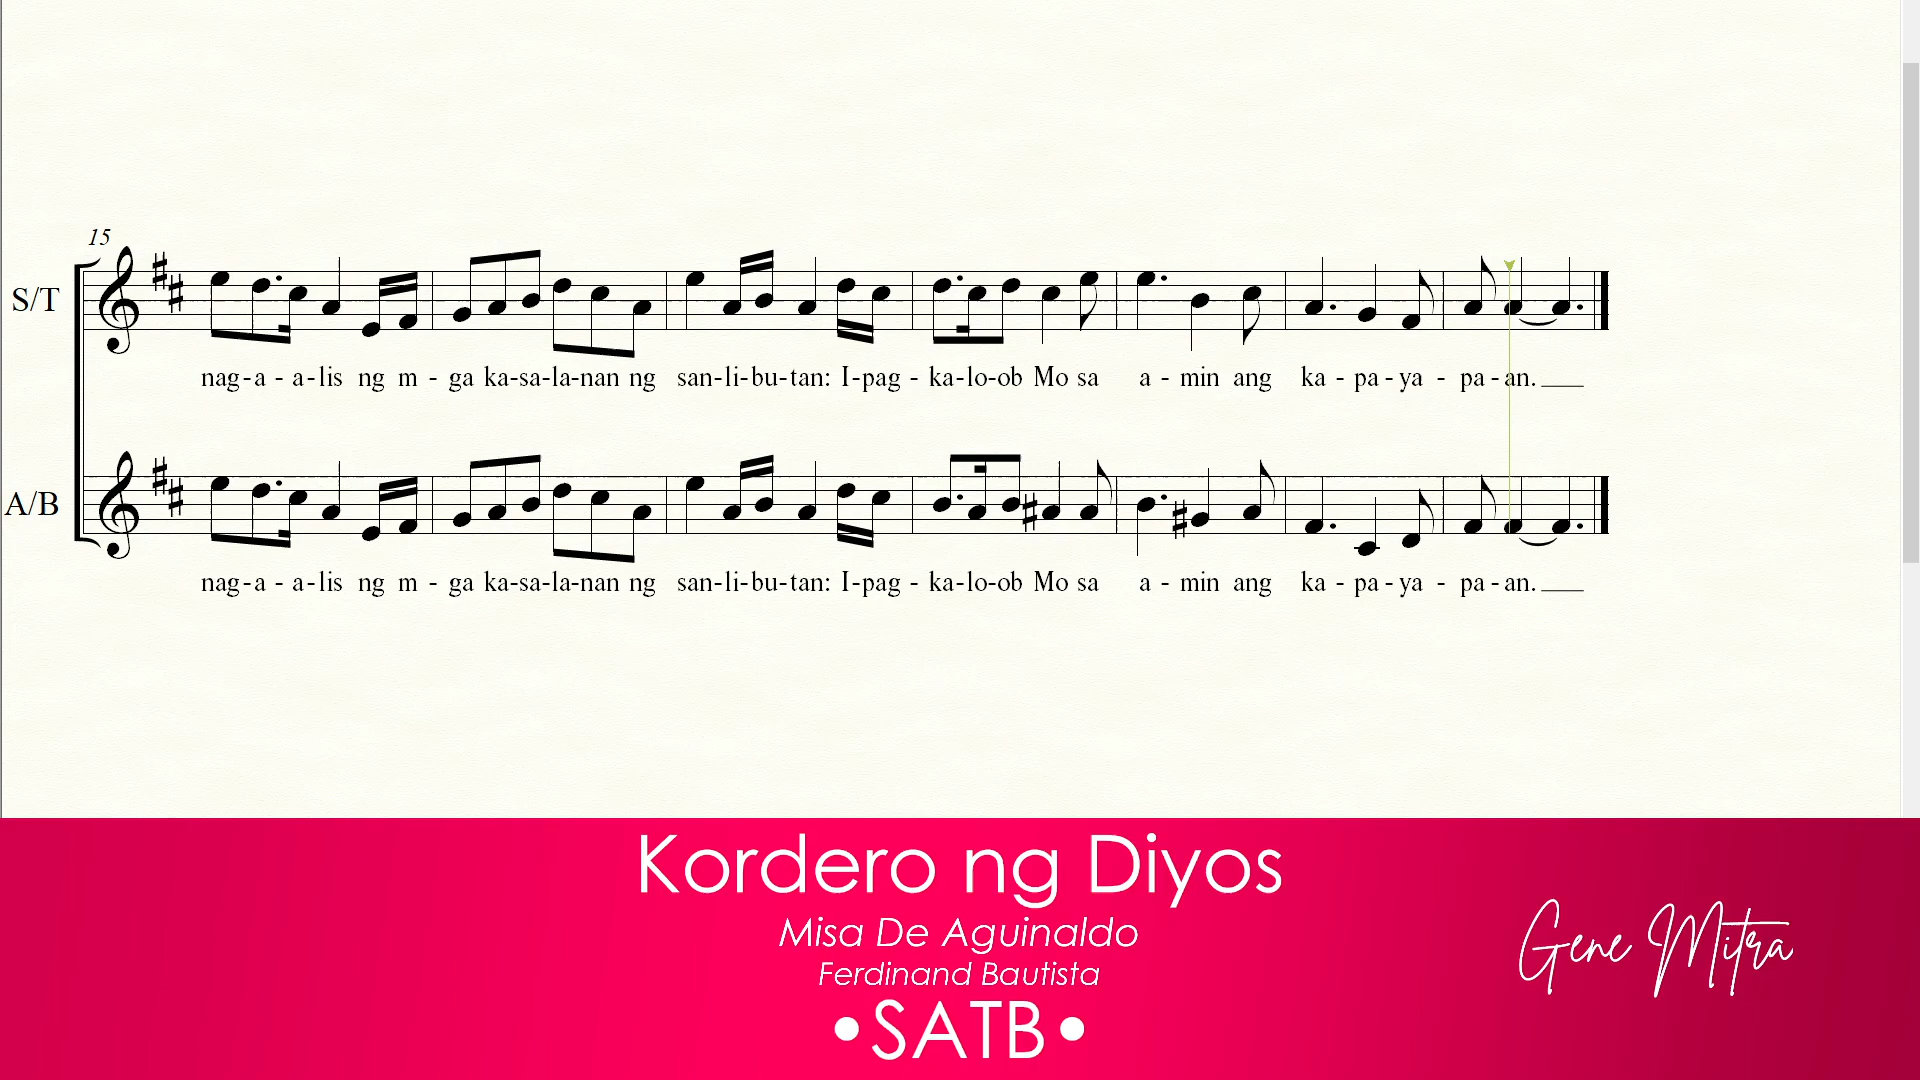 15
S/T
nag-a - a-lis ng m - ga ka-sa-la-nan ng san-li-bu-tan: I-pag - ka-lo-ob Mo sa a - min ang ka - pa-ya - pa-an.
A/B
nag-a - a-lis ng m - ga ka-sa-la-nan ng san-li-bu-tan: I-pag - ka-lo-ob Mo sa a - min ang ka - pa-ya - pa-an.
Kordero ng Diyos
Misa De Aguinaldo
Ferdinand Bautista
•SATB•
Gene Mitra